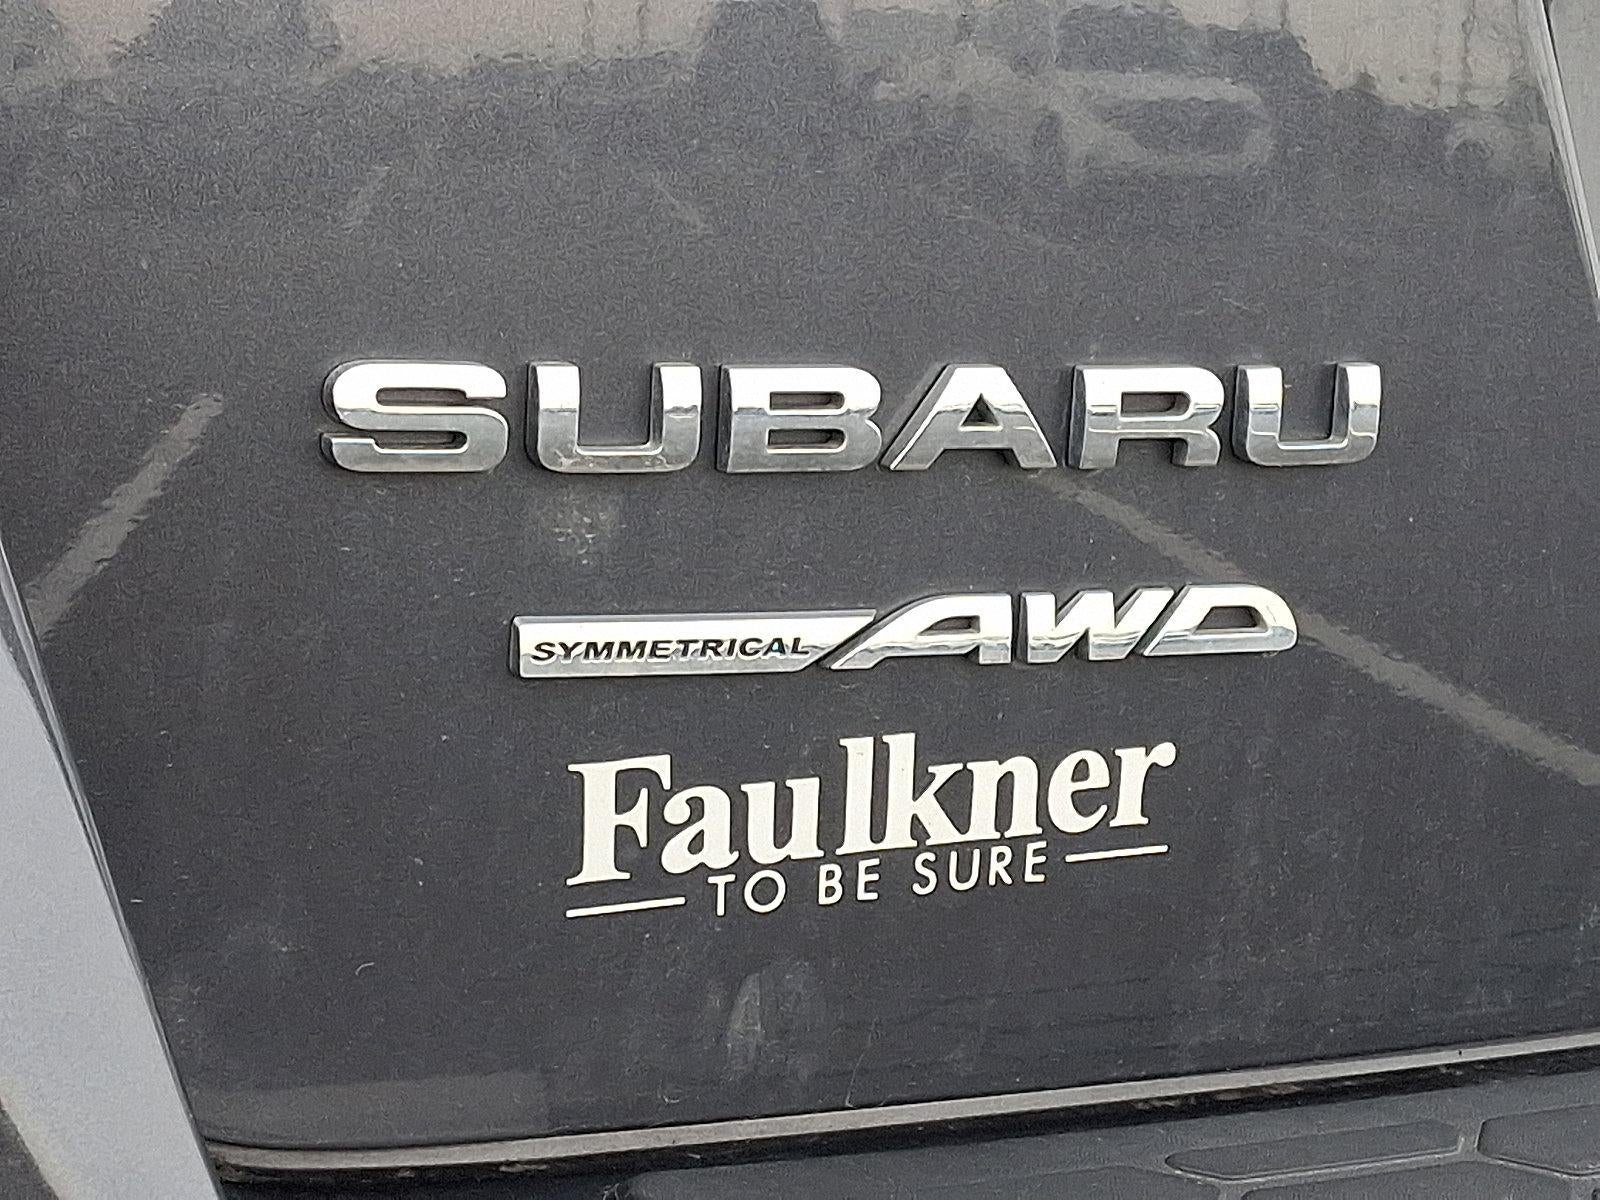 SUBARU
SYMMETRICAL AWD
Faulkner
TO BE SURE